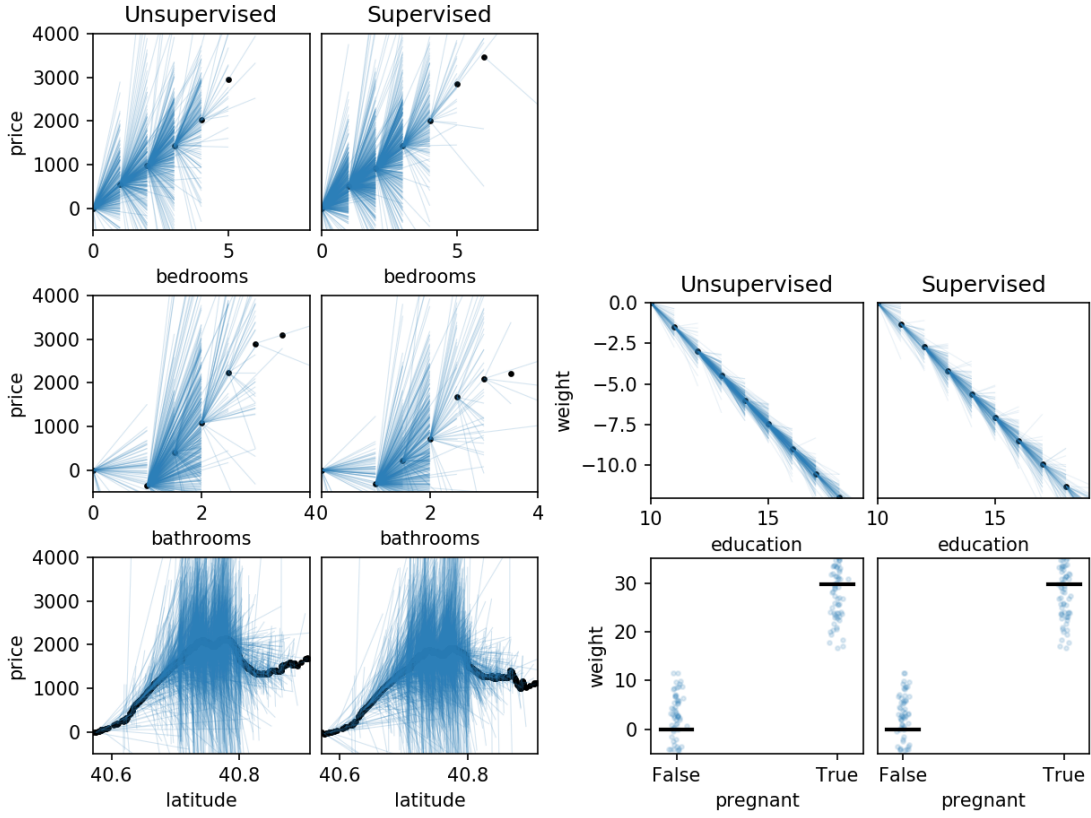 Unsupervised Supervised
4000
3000
2000
1000
0
price
0 5 0 5
bedrooms bedrooms
4000
3000
2000
1000
0
price
0 2 4 0 2 4
bathrooms bathrooms
4000
3000
2000
1000
0
price
40.6 40.8 40.6 40.8
latitude latitude
Unsupervised Supervised
0.0
−2.5
−5.0
−7.5
−10.0
weight
10 15 10 15
education education
30
20
10
0
weight
False True False True
pregnant pregnant